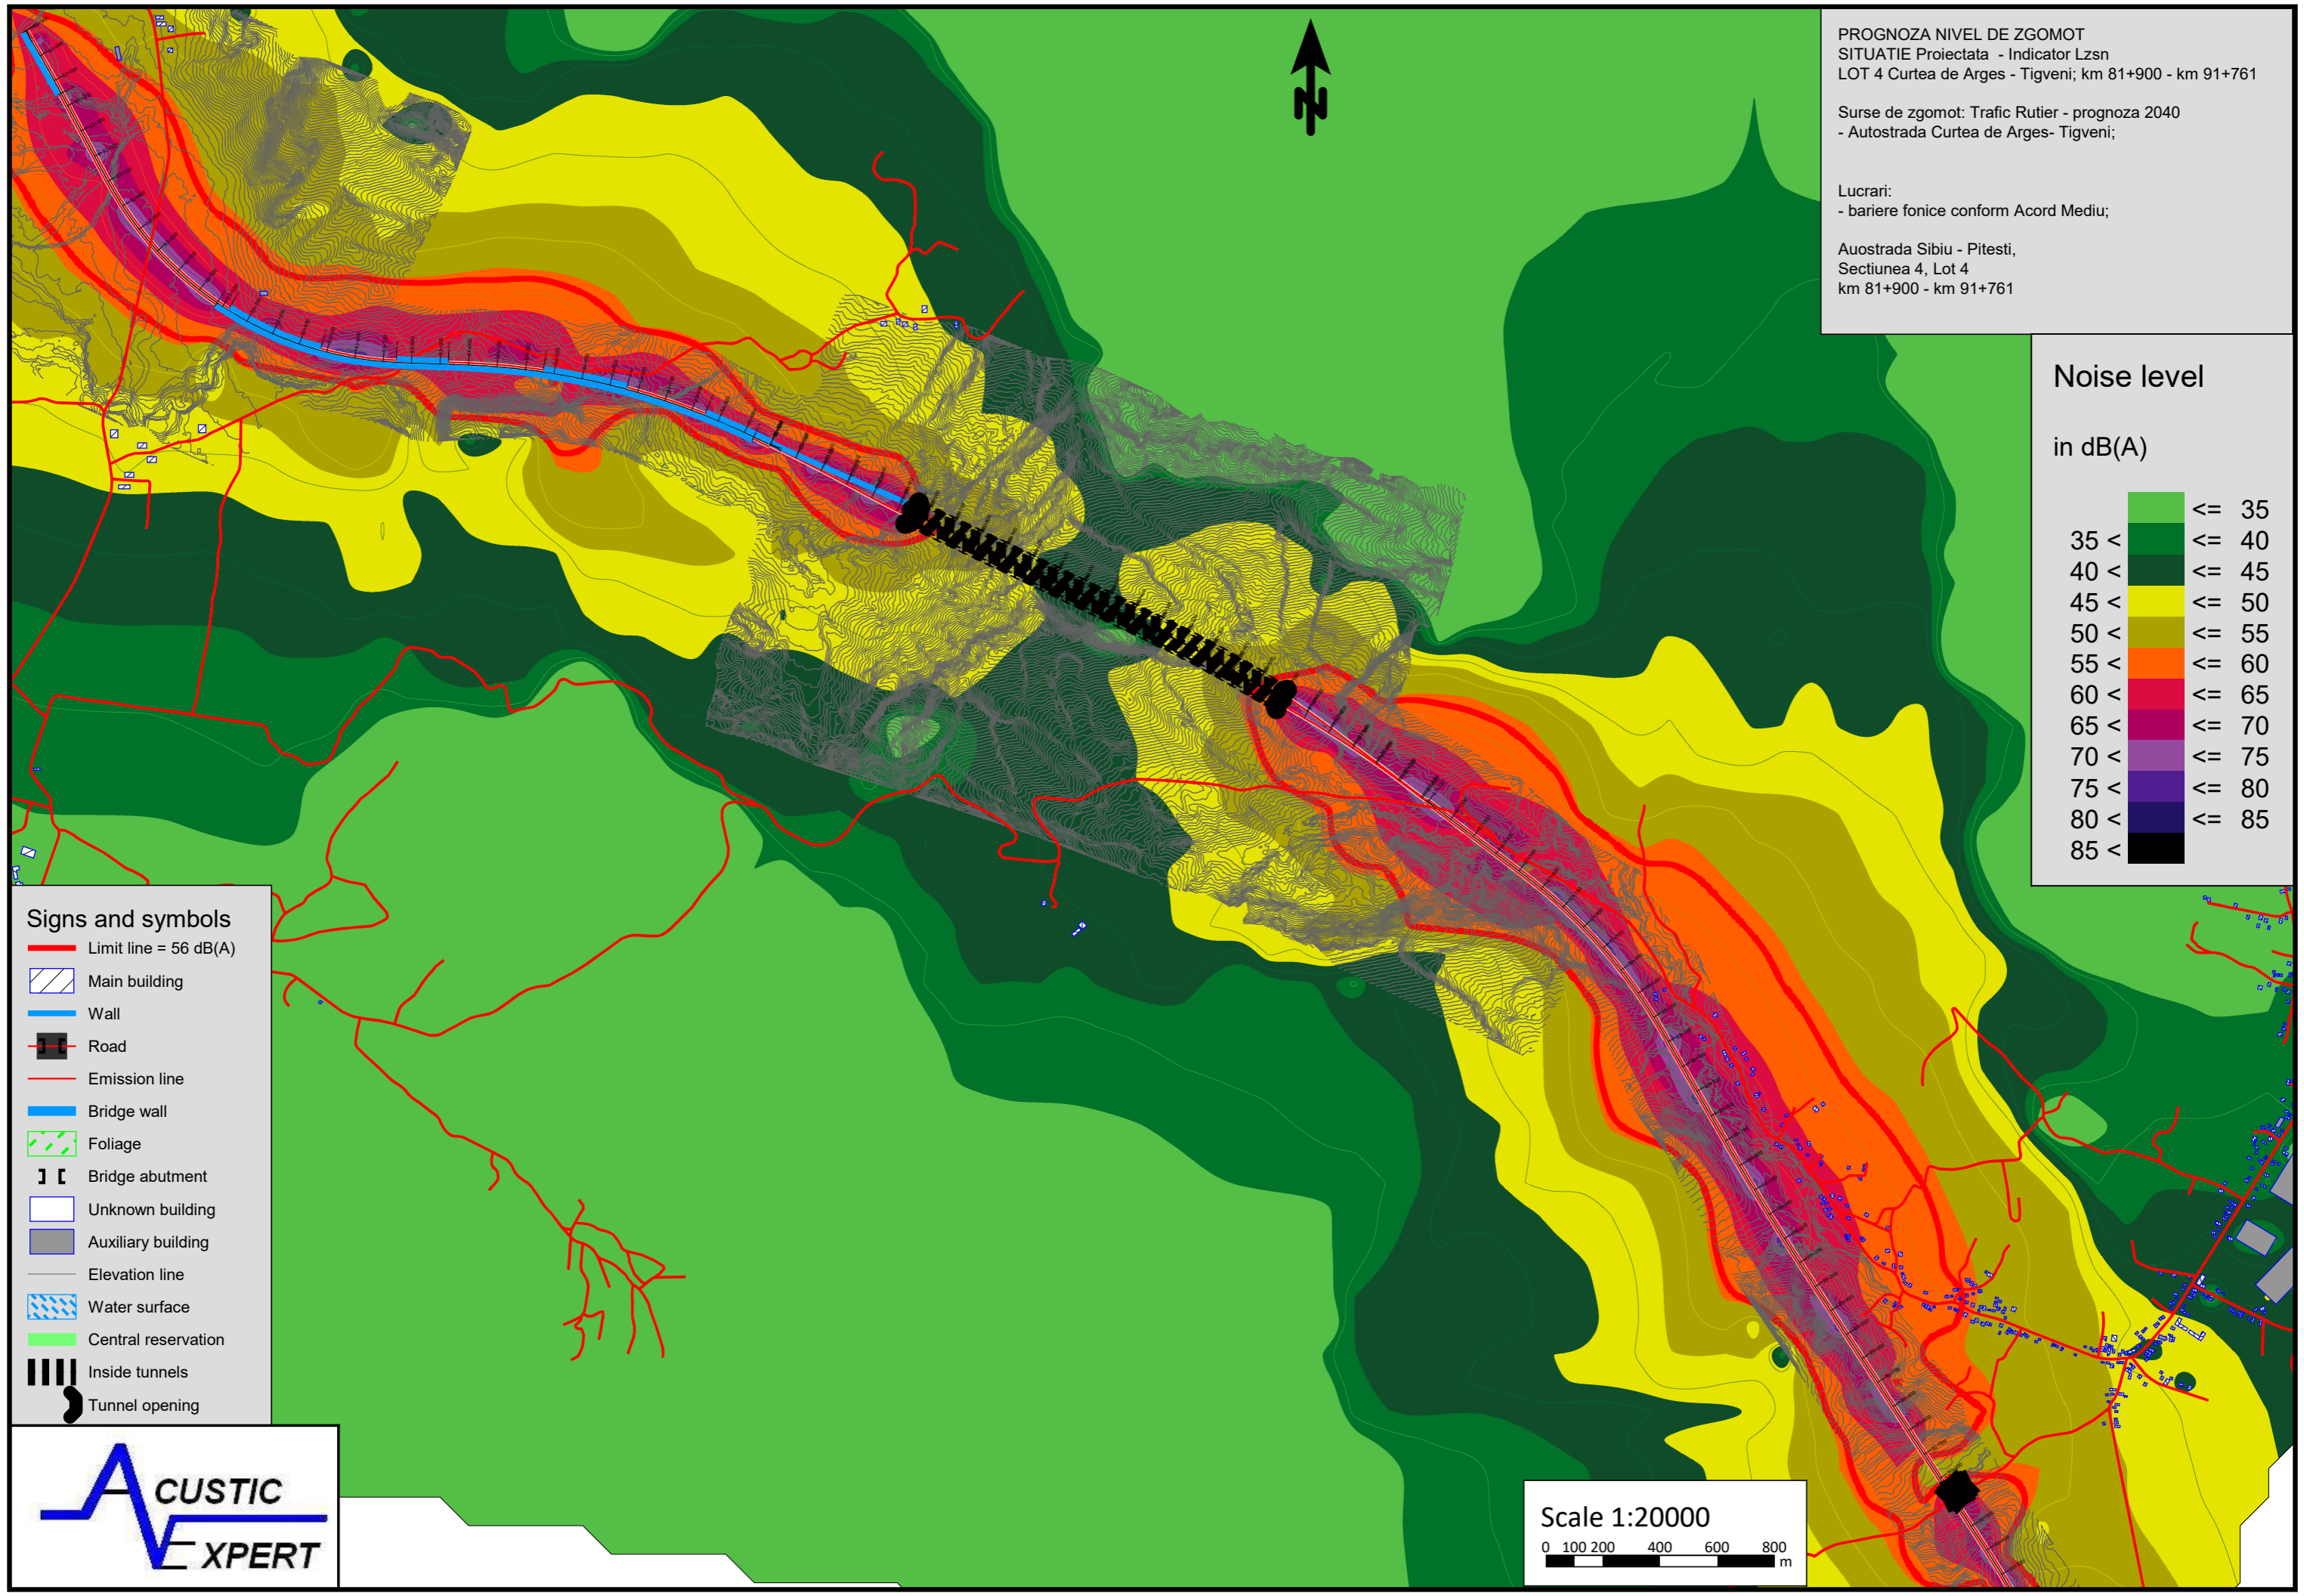 PROGNOZA NIVEL DE ZGOMOT
SITUATIE Proiectata - Indicator Lzsn
LOT 4 Curtea de Arges - Tigveni; km 81+900 - km 91+761
Surse de zgomot: Trafic Rutier - prognoza 2040
- Autostrada Curtea de Arges- Tigveni;
Lucrari:
- bariere fonice conform Acord Mediu;
Auostrada Sibiu - Pitesti,
Sectiunea 4, Lot 4
km 81+900 - km 91+761
N
Noise level
in dB(A)
<= 35
35 < <= 40
40 < <= 45
45 < <= 50
50 < <= 55
55 < <= 60
60 < <= 65
65 < <= 70
70 < <= 75
75 < <= 80
80 < <= 85
85 <
Signs and symbols
Limit line = 56 dB(A)
Main building
Wall
Road
Emission line
Bridge wall
Foliage
Bridge abutment
Unknown building
Auxiliary building
Elevation line
Water surface
Central reservation
Inside tunnels
Tunnel opening
ACUSTIC
EXPERT
Scale 1:20000
0 100 200 400 600 800
m